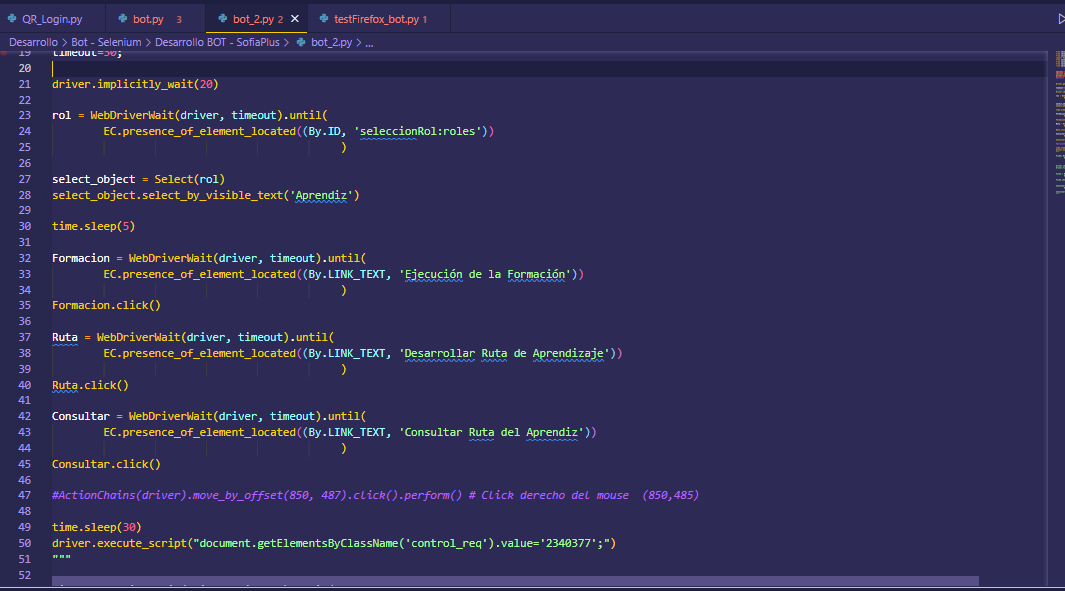 QR_Login.py bot.py 3 bot_2.py 2 × testFirefox_bot.py 1
Desarrollo > Bot - Selenium > Desarrollo BOT - SofiaPlus > bot_2.py > ...
19 timeout=30;
20
21 driver.implicitly_wait(20)
22
23 rol = WebDriverWait(driver, timeout).until(
24 EC.presence_of_element_located((By.ID, 'seleccionRol:roles'))
25 )
26
27 select_object = Select(rol)
28 select_object.select_by_visible_text('Aprendiz')
29
30 time.sleep(5)
31
32 Formacion = WebDriverWait(driver, timeout).until(
33 EC.presence_of_element_located((By.LINK_TEXT, 'Ejecución de la Formación'))
34 )
35 Formacion.click()
36
37 Ruta = WebDriverWait(driver, timeout).until(
38 EC.presence_of_element_located((By.LINK_TEXT, 'Desarrollar Ruta de Aprendizaje'))
39 )
40 Ruta.click()
41
42 Consultar = WebDriverWait(driver, timeout).until(
43 EC.presence_of_element_located((By.LINK_TEXT, 'Consultar Ruta del Aprendiz'))
44 )
45 Consultar.click()
46
47 #ActionChains(driver).move_by_offset(850, 487).click().perform() # Click derecho del mouse (850,485)
48
49 time.sleep(30)
50 driver.execute_script("document.getElementsByClassName('control_req').value='2340377';")
51 """
52